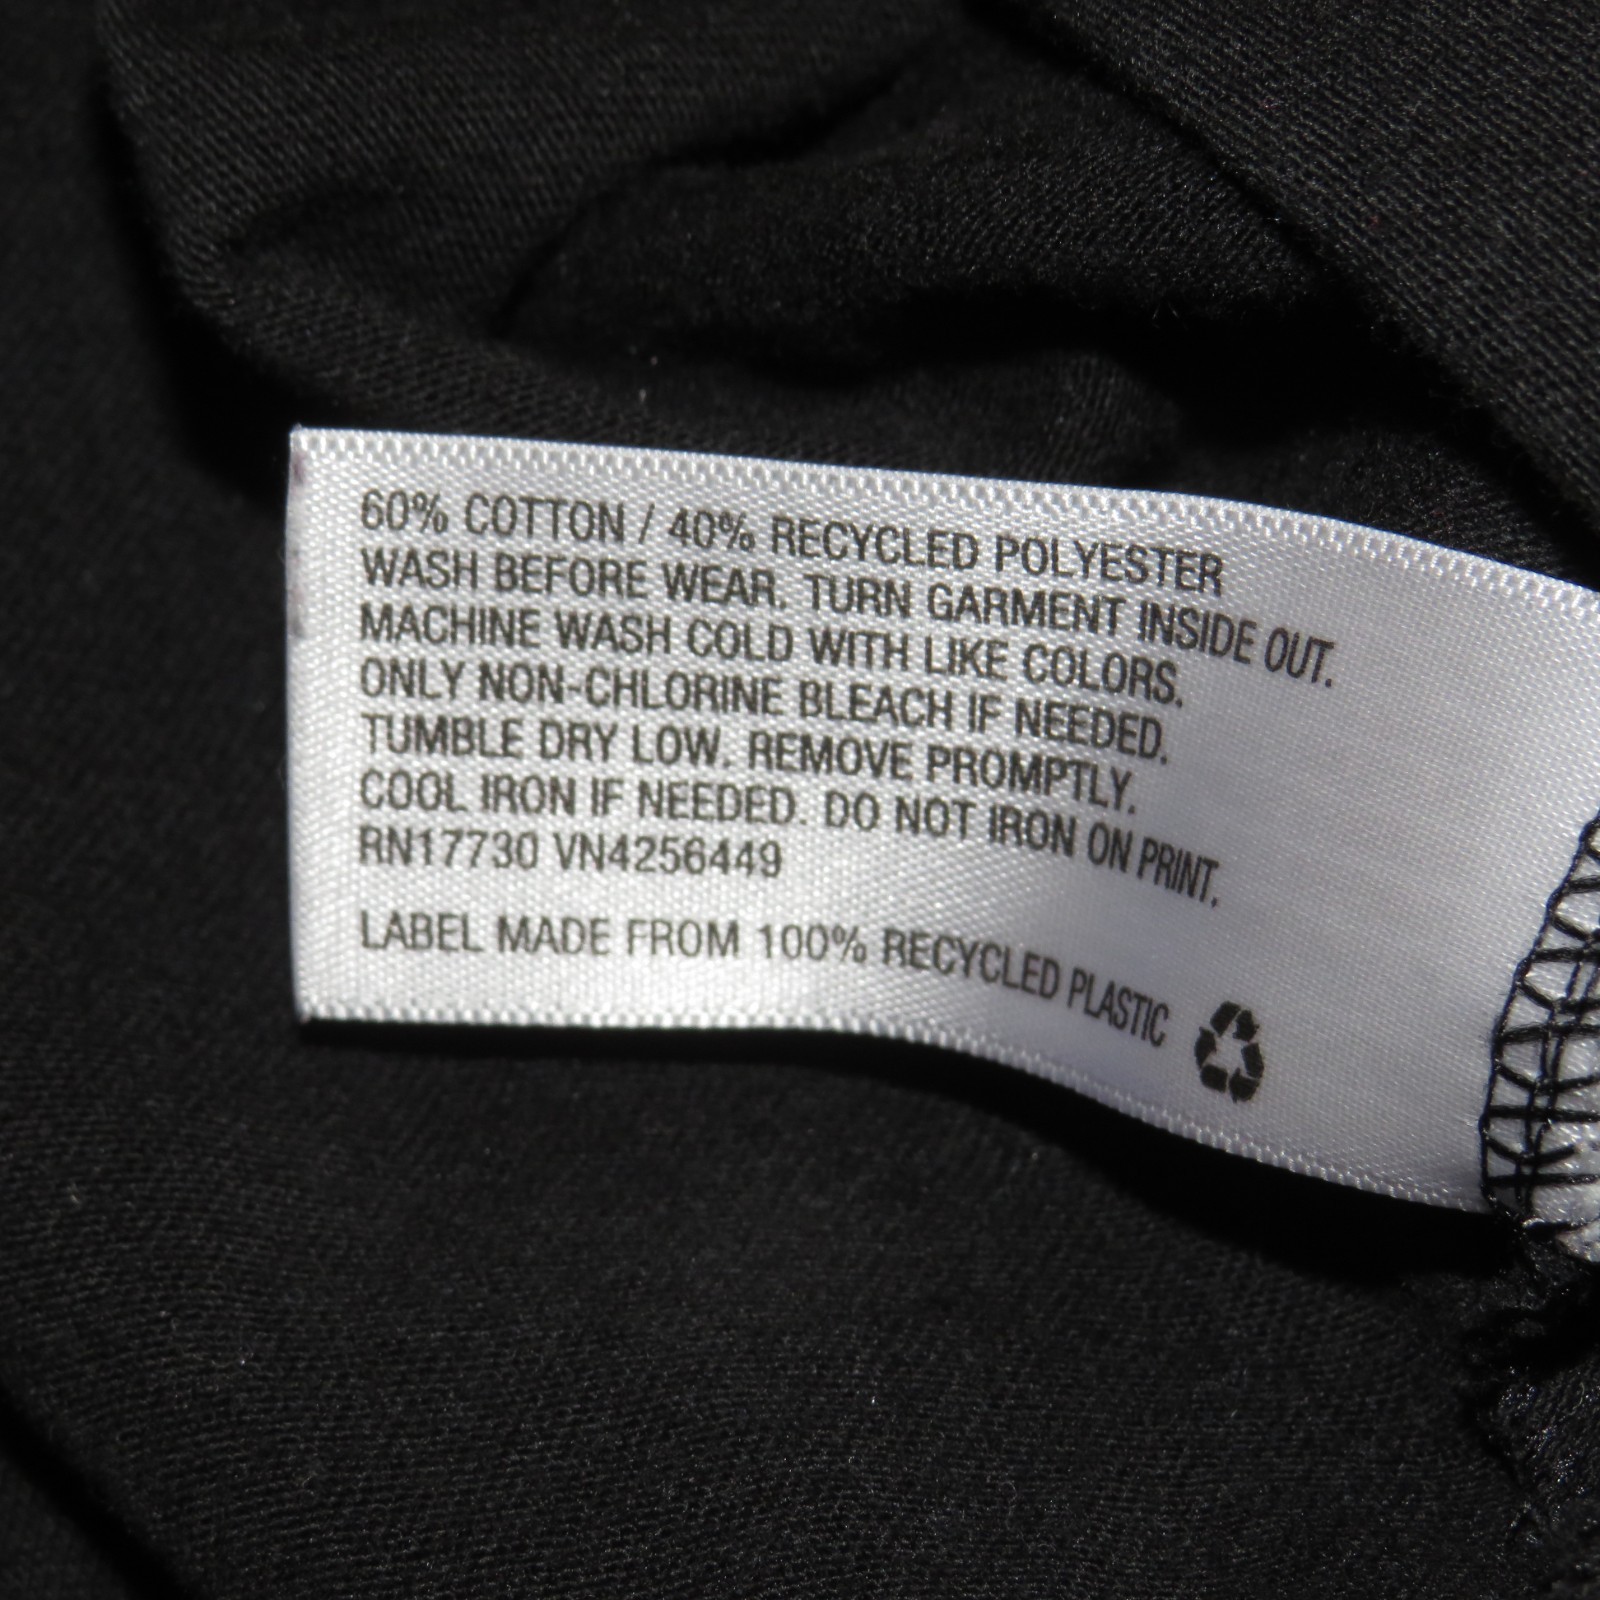 60% COTTON / 40% RECYCLED POLYESTER
WASH BEFORE WEAR. TURN GARMENT INSIDE OUT.
MACHINE WASH COLD WITH LIKE COLORS.
ONLY NON-CHLORINE BLEACH IF NEEDED.
TUMBLE DRY LOW. REMOVE PROMPTLY.
COOL IRON IF NEEDED. DO NOT IRON ON PRINT.
RN17730 VN4256449
LABEL MADE FROM 100% RECYCLED PLASTIC